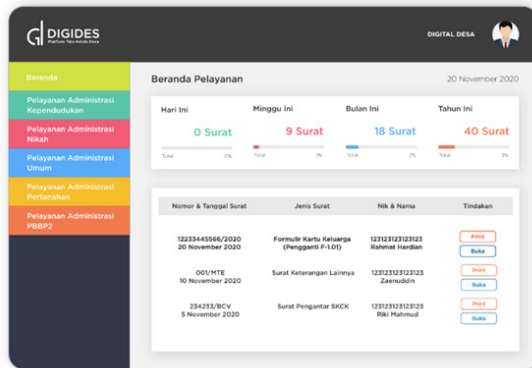 DIGIDES
Platform Tata Kelola Desa
DIGITAL DESA
Beranda
Pelayanan Administrasi
Kependudukan
Pelayanan Administrasi
Nikah
Pelayanan Administrasi
Umum
Pelayanan Administrasi
Pertanahan
Pelayanan Administrasi
PBBP2
Beranda Pelayanan
20 November 2020
Hari Ini
Minggu Ini
Bulan Ini
Tahun Ini
0 Surat
9 Surat
18 Surat
40 Surat
Total 0%
Total 1%
Total 2%
Total 3%
Nomor & Tanggal Surat
Jenis Surat
Nik & Nama
Tindakan
12233445566/2020
20 November 2020
Formulir Kartu Keluarga
(Pengganti F-1.01)
123123123123123
Rahmat Hardian
Print
Buka
001/MTE
10 November 2020
Surat Keterangan Lainnya
123123123123123
Zaenuddin
Print
Buka
234233/BCV
5 November 2020
Surat Pengantar SKCK
123123123123123
Riki Mahmud
Print
Buka